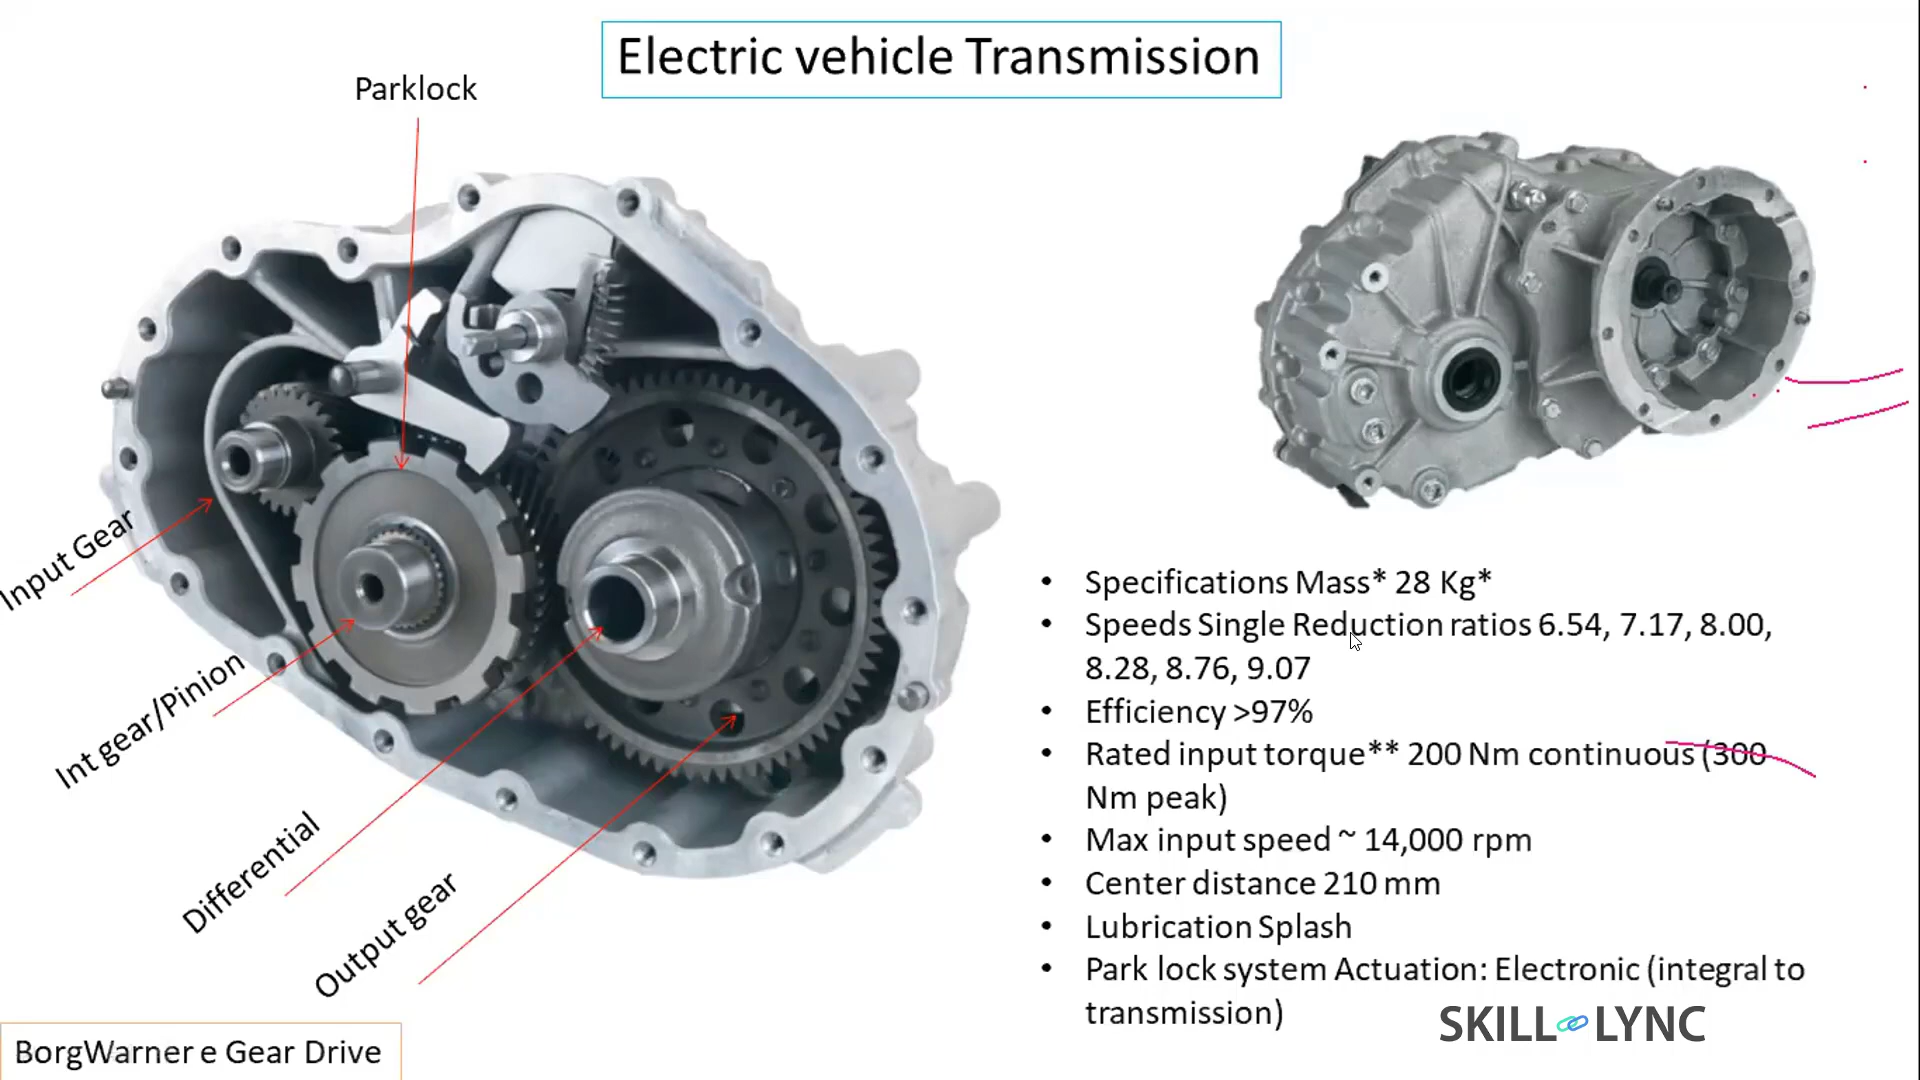 Electric vehicle Transmission
Parklock
Input Gear
Int gear/Pinion
Differential
Output gear
• Specifications Mass* 28 Kg*
• Speeds Single Reduction ratios 6.54, 7.17, 8.00,
8.28, 8.76, 9.07
• Efficiency >97%
• Rated input torque** 200 Nm continuous (300
Nm peak)
• Max input speed ~ 14,000 rpm
• Center distance 210 mm
• Lubrication Splash
• Park lock system Actuation: Electronic (integral to
transmission)
SKILL LYNC
BorgWarner e Gear Drive